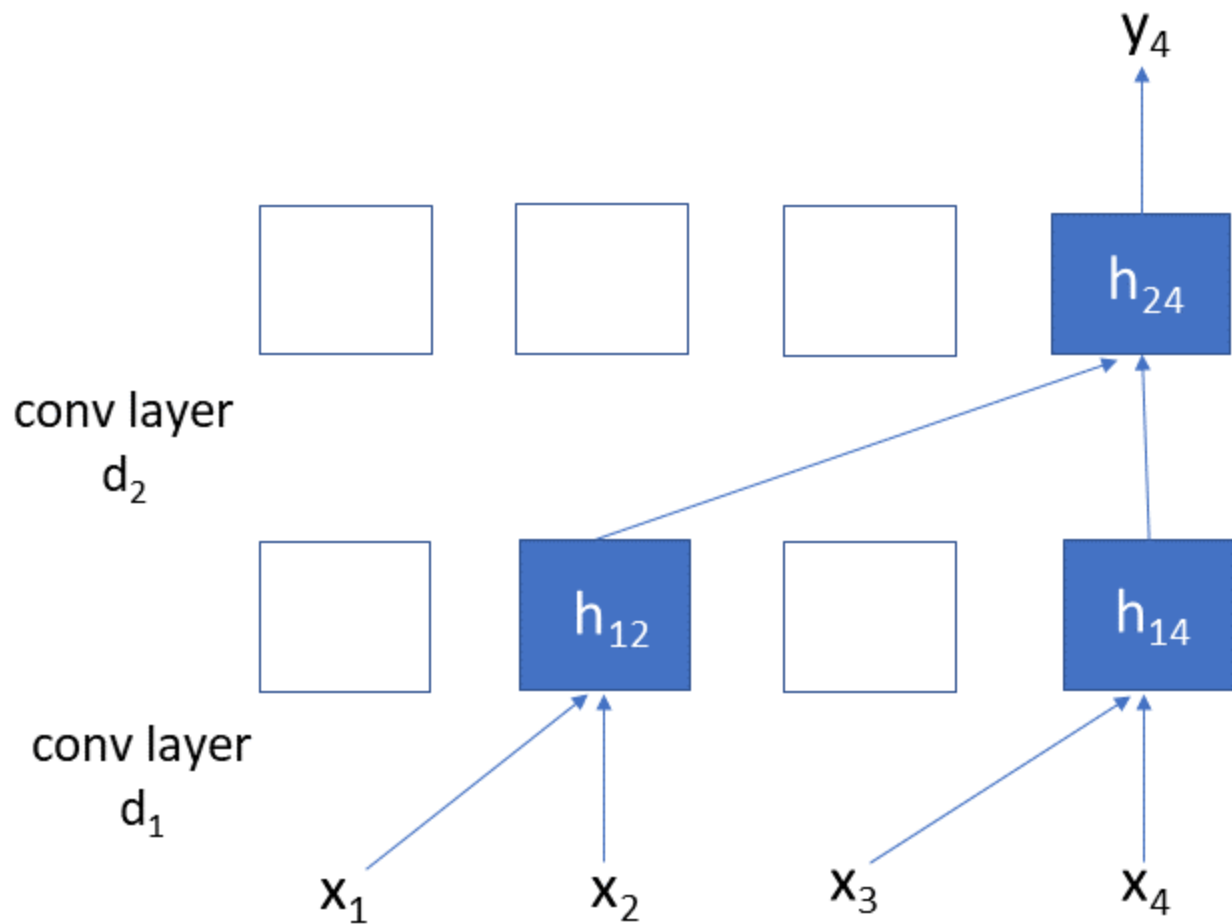 y₄
h₂₄
conv layer
d₂
h₁₂ h₁₄
conv layer
d₁
x₁ x₂ x₃ x₄